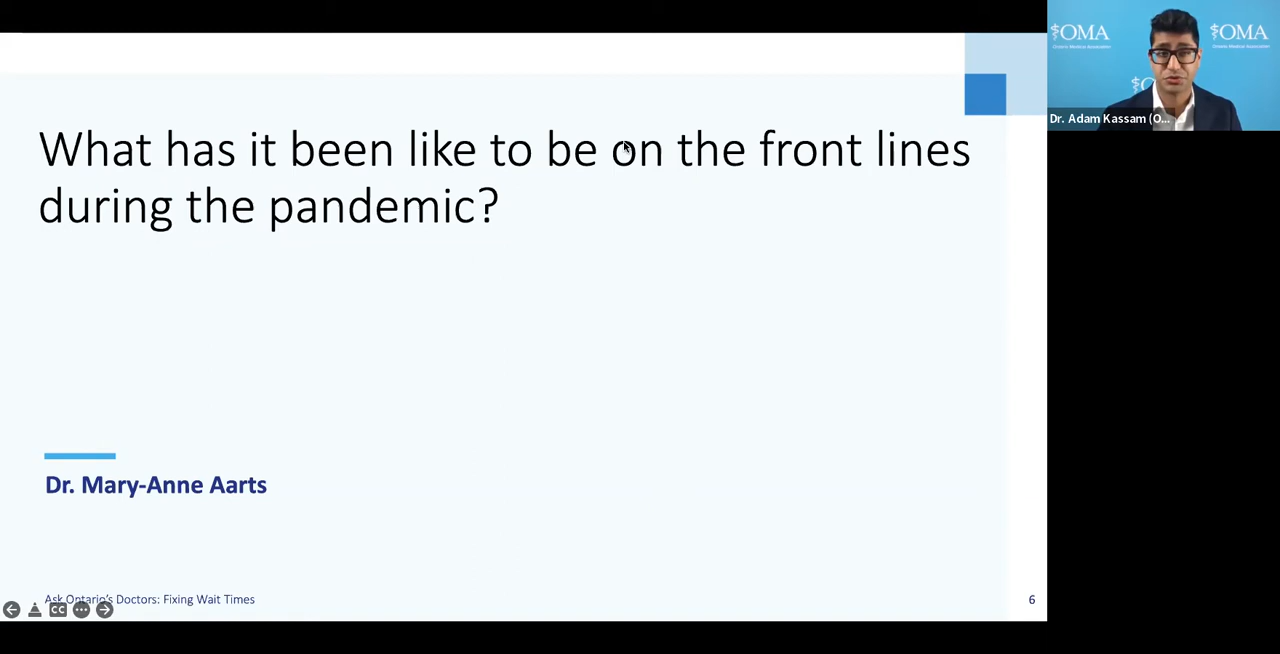 What has it been like to be on the front lines
during the pandemic?
Dr. Mary-Anne Aarts
Ask Ontario's Doctors: Fixing Wait Times
6
CC
OMA
Ontario Medical Association
OMA
Ontario Medical Association
Dr. Adam Kassam (O...